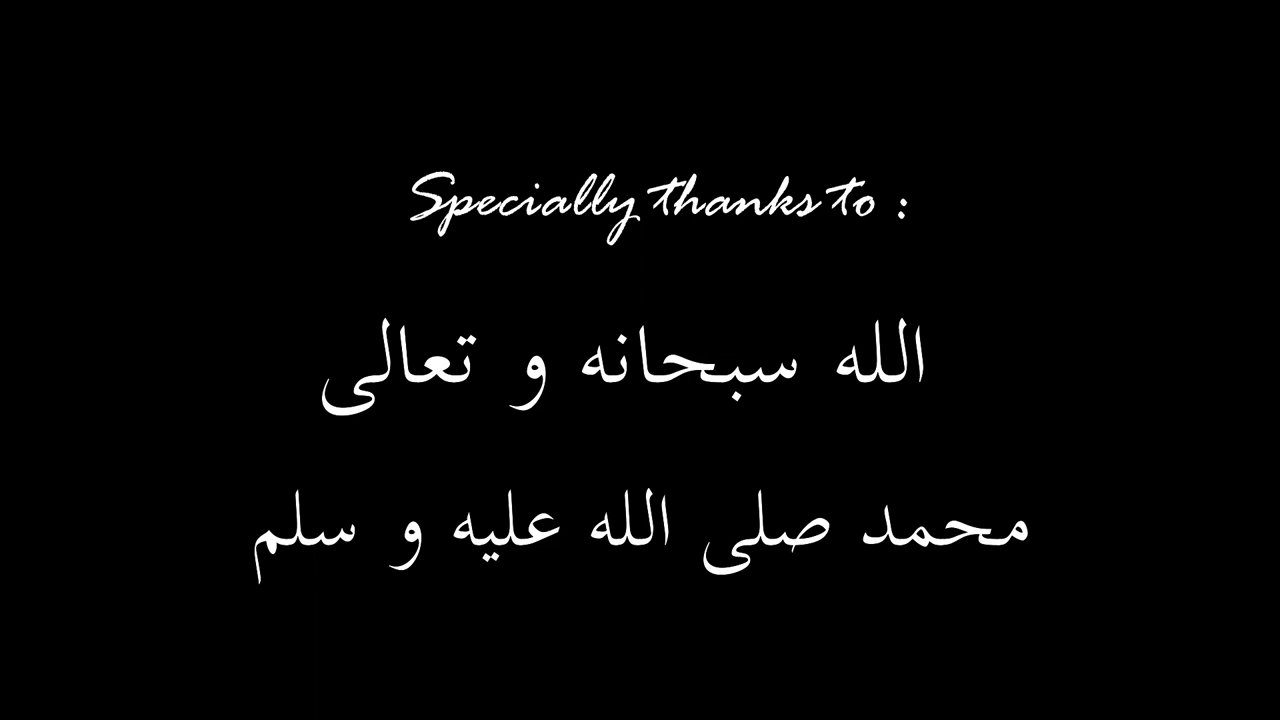 Specially thanks to :
الله سبحانه و تعالى
محمد صلى الله عليه و سلم